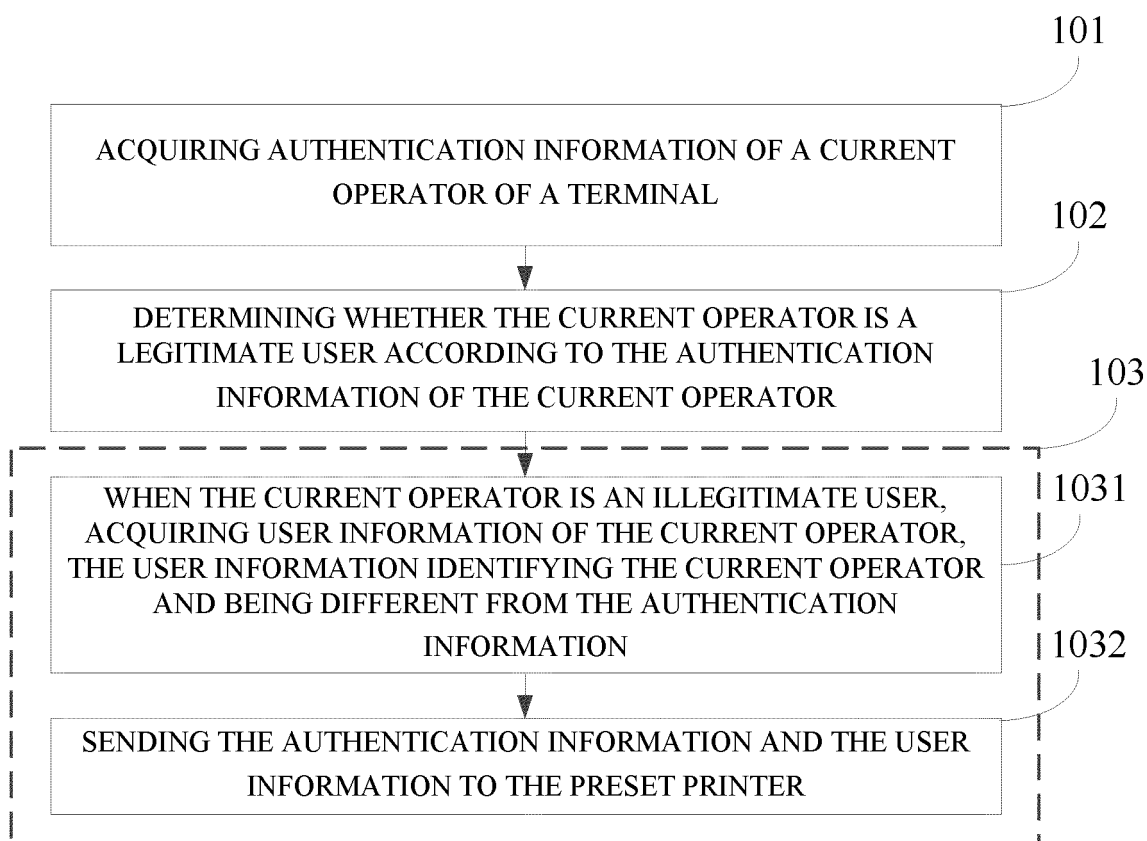 101
ACQUIRING AUTHENTICATION INFORMATION OF A CURRENT
OPERATOR OF A TERMINAL
102
DETERMINING WHETHER THE CURRENT OPERATOR IS A
LEGITIMATE USER ACCORDING TO THE AUTHENTICATION
INFORMATION OF THE CURRENT OPERATOR
103
WHEN THE CURRENT OPERATOR IS AN ILLEGITIMATE USER,
ACQUIRING USER INFORMATION OF THE CURRENT OPERATOR,
THE USER INFORMATION IDENTIFYING THE CURRENT OPERATOR
AND BEING DIFFERENT FROM THE AUTHENTICATION
INFORMATION
1031
1032
SENDING THE AUTHENTICATION INFORMATION AND THE USER
INFORMATION TO THE PRESET PRINTER